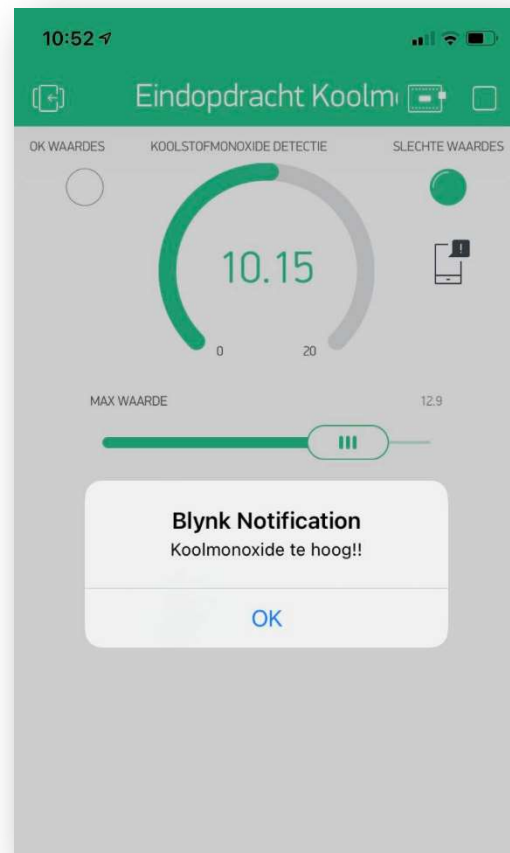 10:52
Eindopdracht Koolm
OK WAARDES KOOLSTOFMONOXIDE DETECTIE SLECHTE WAARDES
10.15
0 20
MAX WAARDE 12.9
Blynk Notification
Koolmonoxide te hoog!!
OK